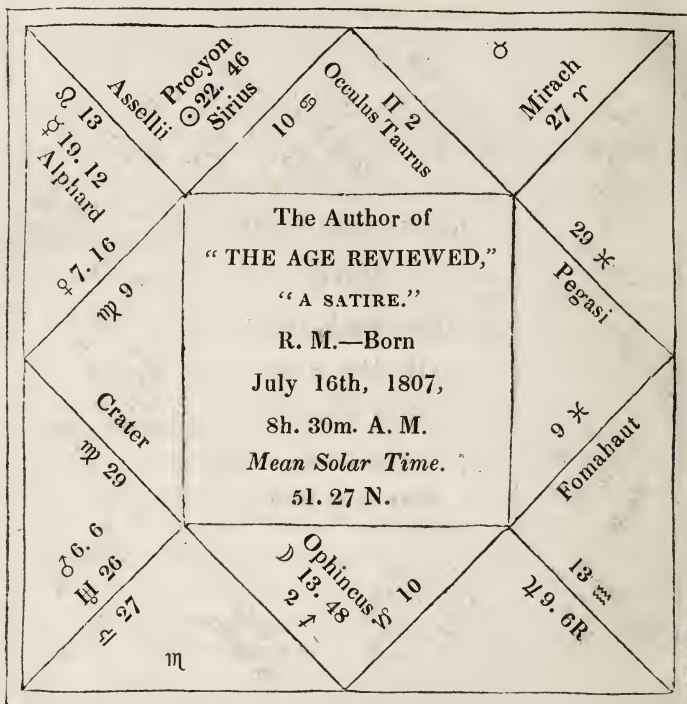 ♌ 13
Assellii
Procyon
☉22. 46
Sirius
10 ♋
♊ 2
Occulus Taurus
♉
Mirach
27 ♈
☿ 19. 12
Alphard
♀7. 16
♍ 9
29 ♓
Pegasi
The Author of
“ THE AGE REVIEWED,”
“ A SATIRE.”
R. M.—Born
July 16th, 1807,
8h. 30m. A. M.
Mean Solar Time.
51. 27 N.
Crater
♍ 29
9 ♓
Fomahaut
♂6. 6
♅ 26
♎ 27
♏
Ophincus
☽ 13. 48
2 ♐
♑ 10
13 ♒
♃9. 6R